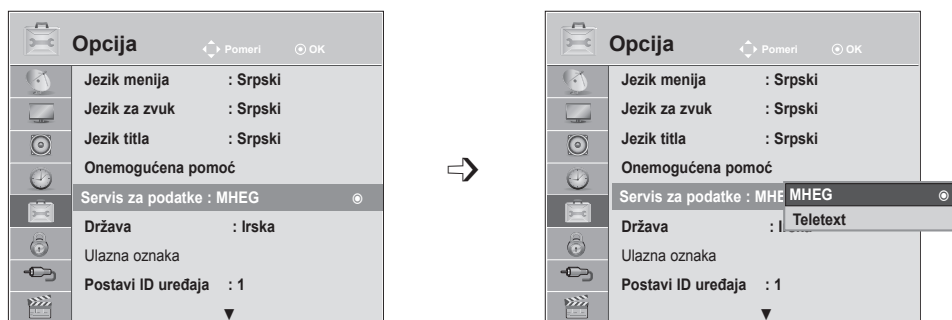 Opcija
Pomeri
OK
Jezik menija : Srpski
Jezik za zvuk : Srpski
Jezik titla : Srpski
Onemogućena pomoć
Servis za podatke : MHEG
Država : Irska
Ulazna oznaka
Postavi ID uređaja : 1
Opcija
Pomeri
OK
Jezik menija : Srpski
Jezik za zvuk : Srpski
Jezik titla : Srpski
Onemogućena pomoć
Servis za podatke : MHE
MHEG
Teletext
Država : Irska
Ulazna oznaka
Postavi ID uređaja : 1